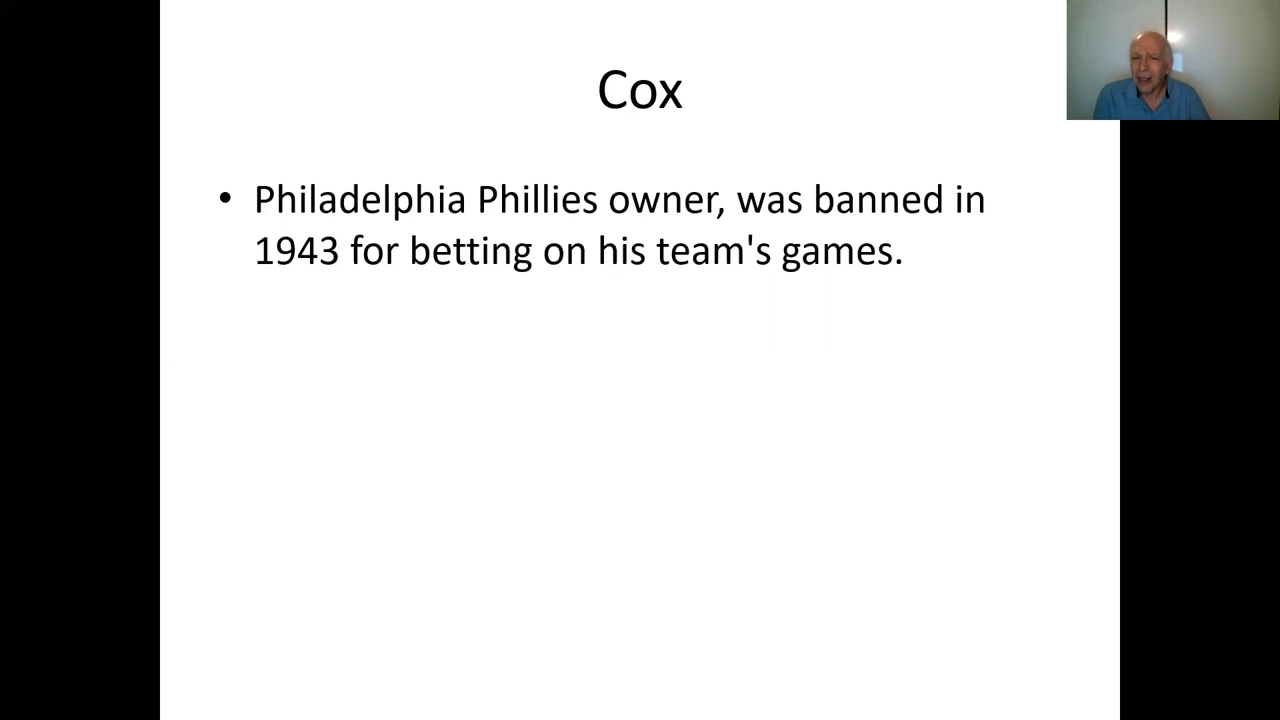 Cox
• Philadelphia Phillies owner, was banned in
1943 for betting on his team's games.